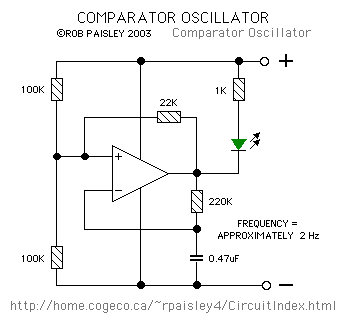 COMPARATOR OSCILLATOR
©ROB PAISLEY 2003 Comparator Oscillator
+
100K
1K
22K
+
−
220K
FREQUENCY =
APPROXIMATELY 2 Hz
100K
0.47uF
−
http://home.cogeco.ca/~rpaisley4/CircuitIndex.html